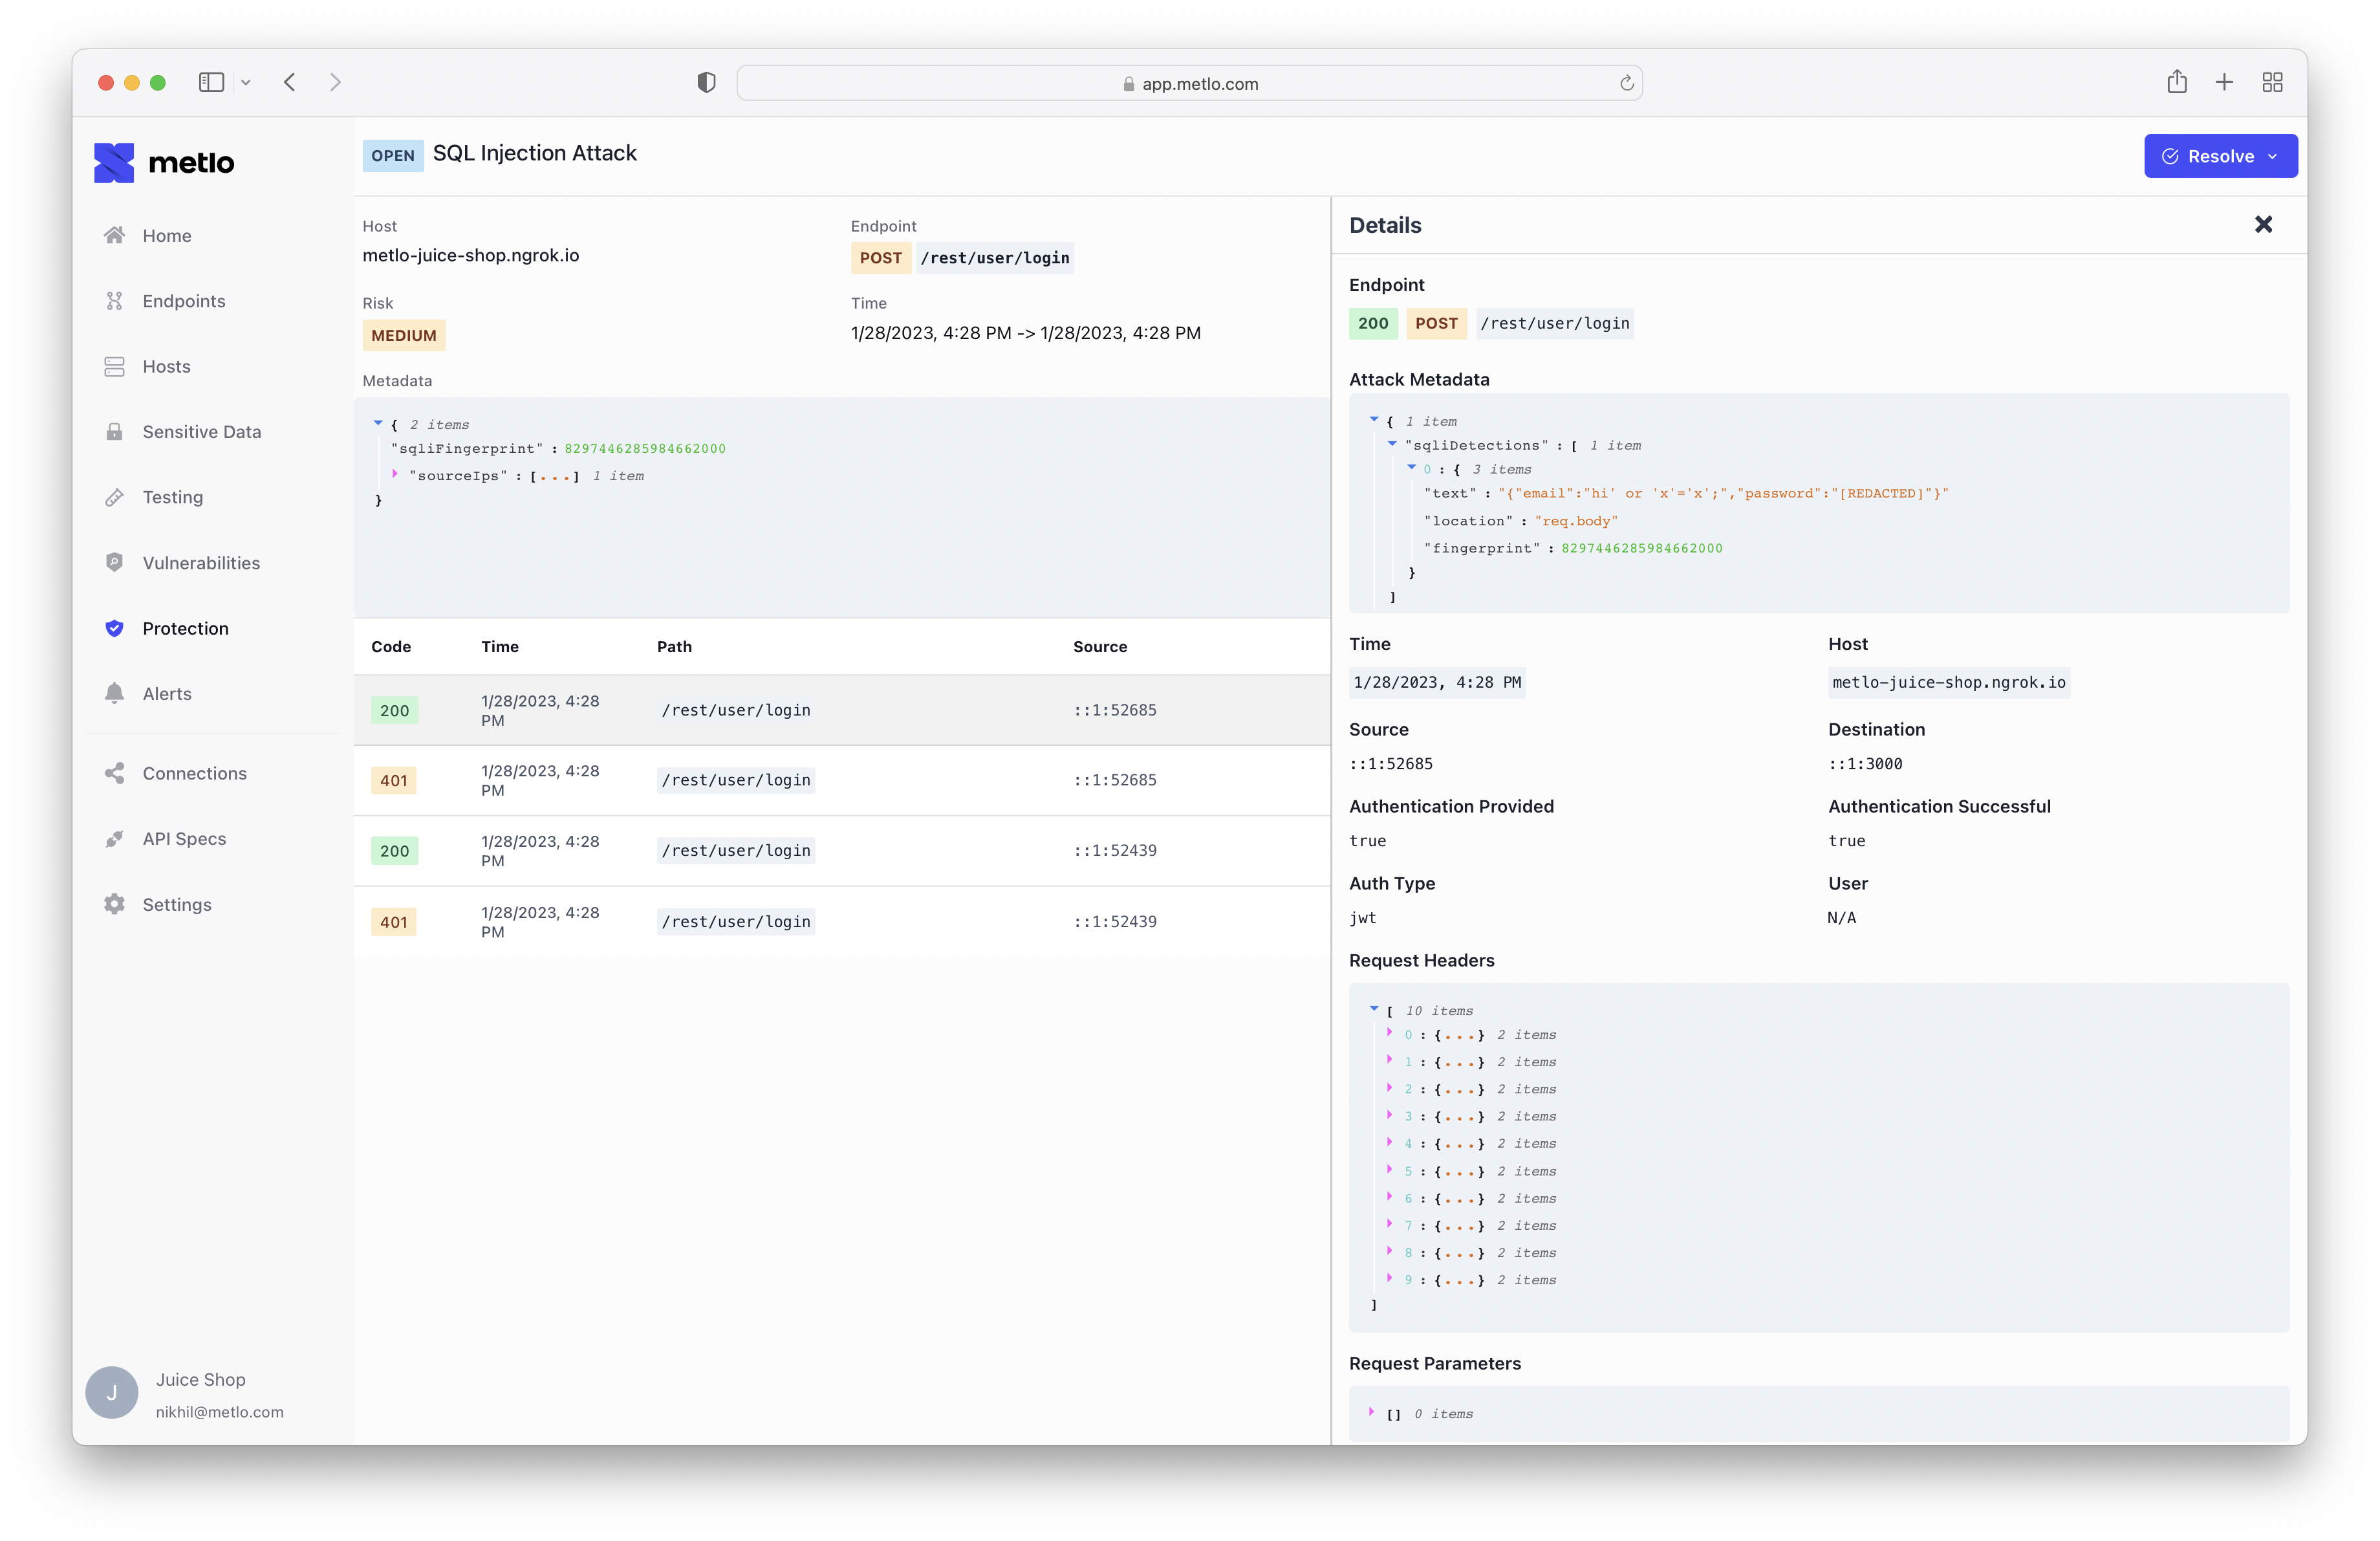 app.metlo.com
metlo
Home
Endpoints
Hosts
Sensitive Data
Testing
Vulnerabilities
Protection
Alerts
Connections
API Specs
Settings
J
Juice Shop
nikhil@metlo.com
OPEN SQL Injection Attack
Resolve
Host
metlo-juice-shop.ngrok.io
Endpoint
POST /rest/user/login
Risk
MEDIUM
Time
1/28/2023, 4:28 PM -> 1/28/2023, 4:28 PM
Metadata
{ 2 items
"sqliFingerprint" : 8297446285984662000
"sourceIps" : [...] 1 item
}
Code Time Path Source
200 1/28/2023, 4:28 PM /rest/user/login ::1:52685
401 1/28/2023, 4:28 PM /rest/user/login ::1:52685
200 1/28/2023, 4:28 PM /rest/user/login ::1:52439
401 1/28/2023, 4:28 PM /rest/user/login ::1:52439
Details
Endpoint
200 POST /rest/user/login
Attack Metadata
{ 1 item
"sqliDetections" : [ 1 item
0 : { 3 items
"text" : "{"email":"hi' or 'x'='x';","password":"[REDACTED]"}"
"location" : "req.body"
"fingerprint" : 8297446285984662000
}
]
Time Host
1/28/2023, 4:28 PM metlo-juice-shop.ngrok.io
Source Destination
::1:52685 ::1:3000
Authentication Provided Authentication Successful
true true
Auth Type User
jwt N/A
Request Headers
[ 10 items
0 : {...} 2 items
1 : {...} 2 items
2 : {...} 2 items
3 : {...} 2 items
4 : {...} 2 items
5 : {...} 2 items
6 : {...} 2 items
7 : {...} 2 items
8 : {...} 2 items
9 : {...} 2 items
]
Request Parameters
[] 0 items